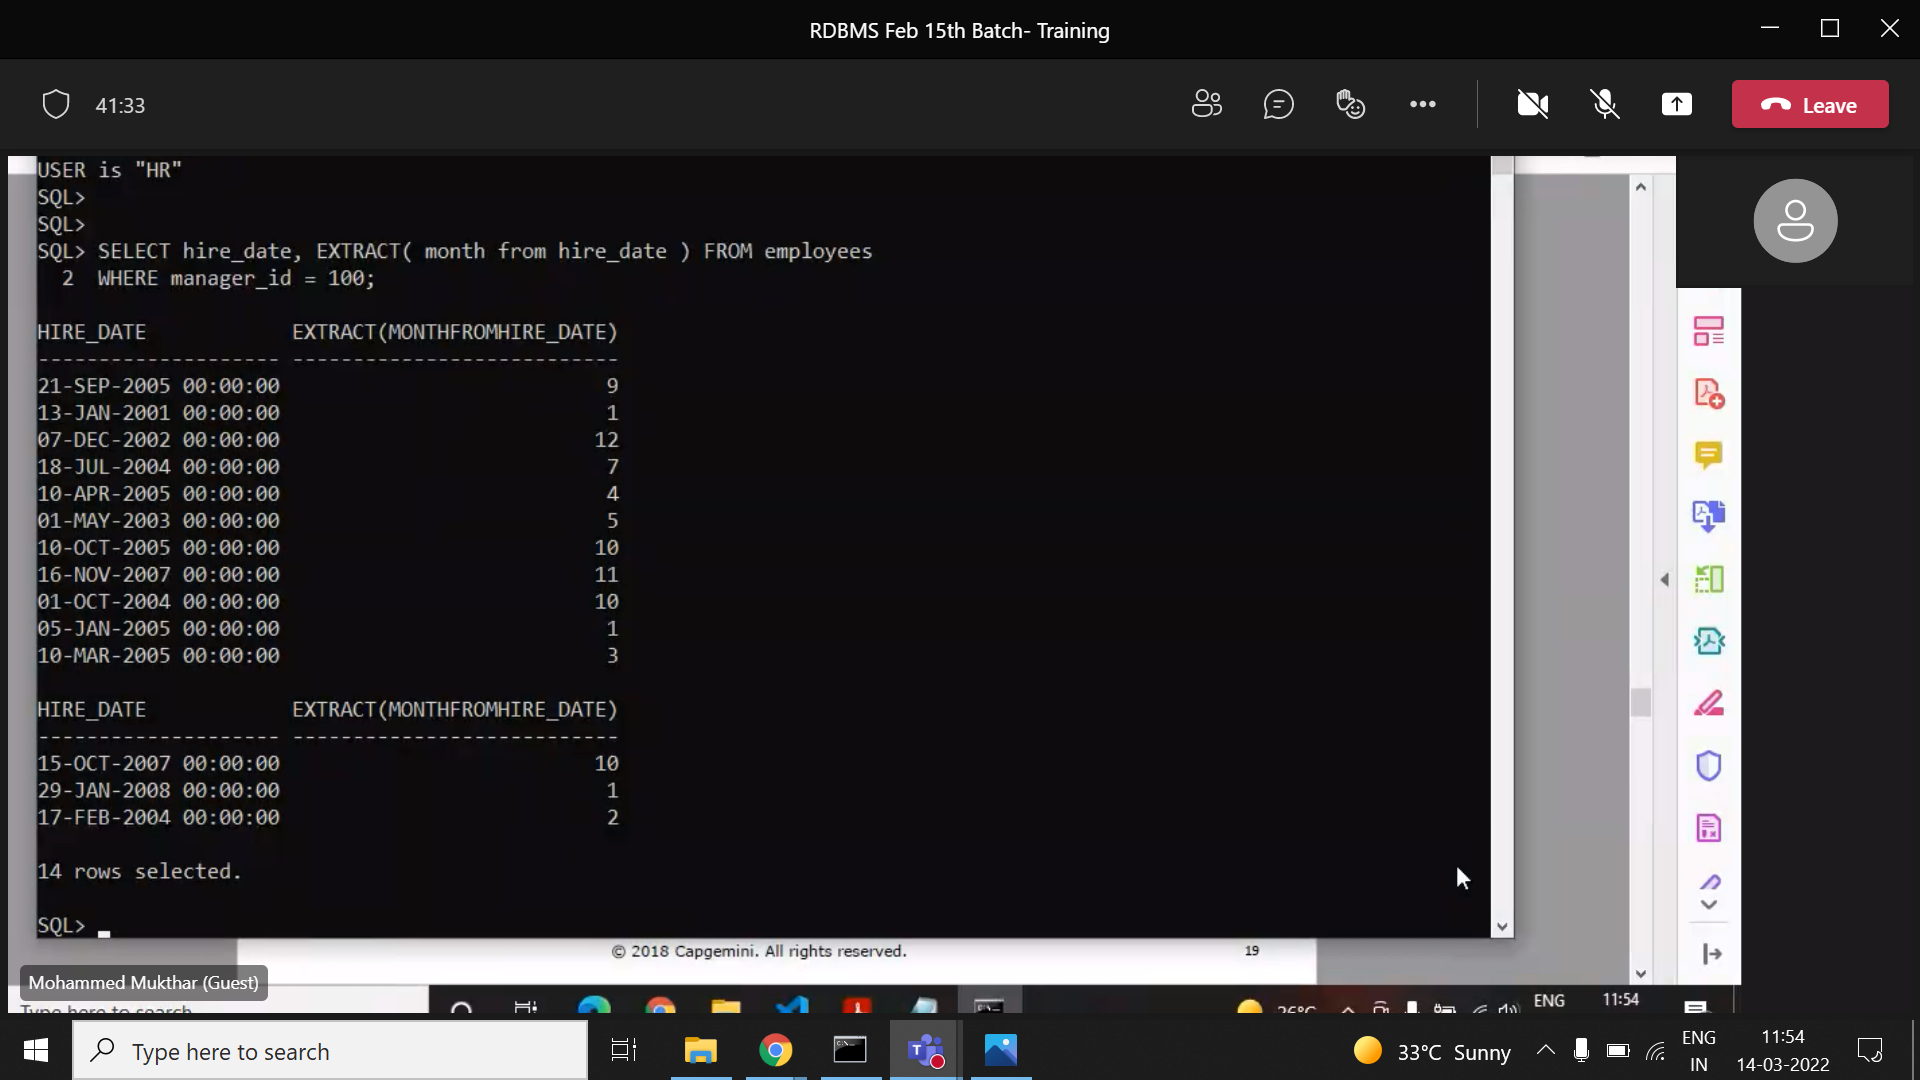 RDBMS Feb 15th Batch- Training
41:33
Leave
USER is "HR"
SQL>
SQL>
SQL> SELECT hire_date, EXTRACT( month from hire_date ) FROM employees
2 WHERE manager_id = 100;
HIRE_DATE EXTRACT(MONTHFROMHIRE_DATE)
-------------------- ---------------------------
21-SEP-2005 00:00:00 9
13-JAN-2001 00:00:00 1
07-DEC-2002 00:00:00 12
18-JUL-2004 00:00:00 7
10-APR-2005 00:00:00 4
01-MAY-2003 00:00:00 5
10-OCT-2005 00:00:00 10
16-NOV-2007 00:00:00 11
01-OCT-2004 00:00:00 10
05-JAN-2005 00:00:00 1
10-MAR-2005 00:00:00 3
HIRE_DATE EXTRACT(MONTHFROMHIRE_DATE)
-------------------- ---------------------------
15-OCT-2007 00:00:00 10
29-JAN-2008 00:00:00 1
17-FEB-2004 00:00:00 2
14 rows selected.
SQL> _
© 2018 Capgemini. All rights reserved. 19
Mohammed Mukthar (Guest)
Type here to search
26°C ENG 11:54
Type here to search
33°C Sunny
ENG
IN
11:54
14-03-2022